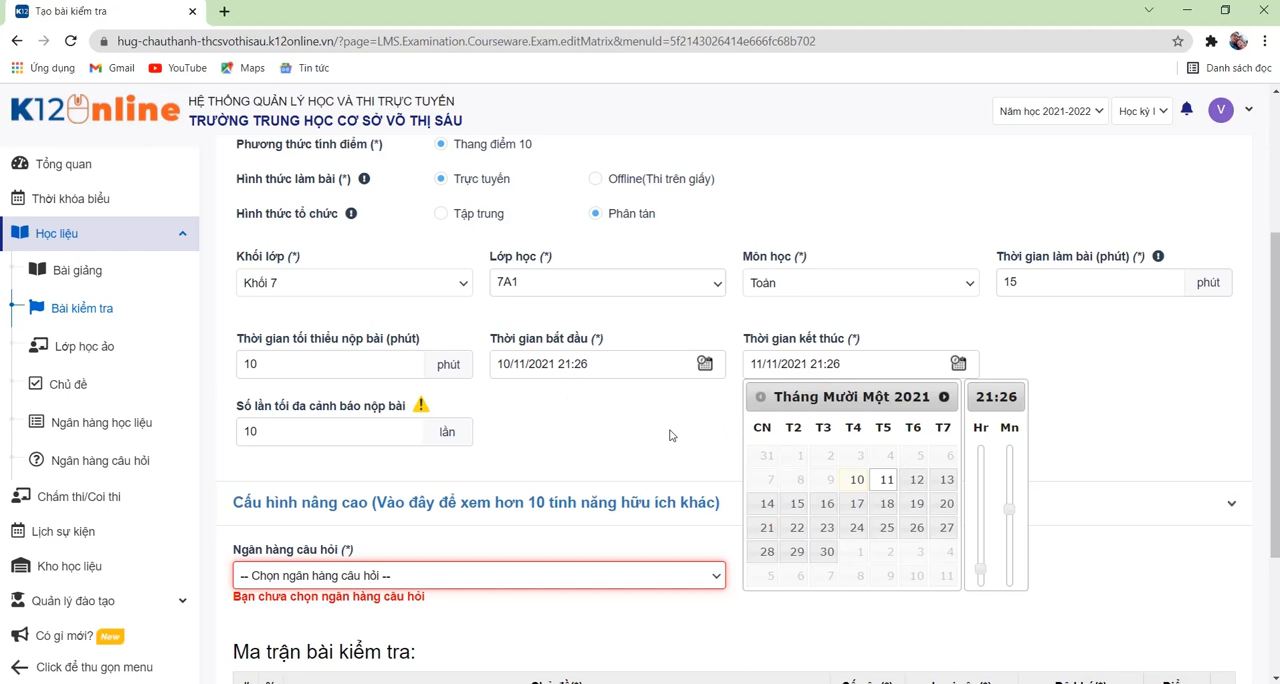 Tạo bài kiểm tra
hug-chauthanh-thcsvothisau.k12online.vn/?page=LMS.Examination.Courseware.Exam.editMatrix&menuId=5f2143026414e666fc68b702
Ứng dụng Gmail YouTube Maps Tin tức Danh sách đọc
K12Online
HỆ THỐNG QUẢN LÝ HỌC VÀ THI TRỰC TUYẾN
TRƯỜNG TRUNG HỌC CƠ SỞ VÕ THỊ SÁU
Năm học 2021-2022 Học kỳ I V
Tổng quan
Thời khóa biểu
Học liệu
Bài giảng
Bài kiểm tra
Lớp học ảo
Chủ đề
Ngân hàng học liệu
Ngân hàng câu hỏi
Chấm thi/Coi thi
Lịch sự kiện
Kho học liệu
Quản lý đào tạo
Có gì mới? New
Click để thu gọn menu
Phương thức tính điểm (*) Thang điểm 10
Hình thức làm bài (*) Trực tuyến Offline(Thi trên giấy)
Hình thức tổ chức Tập trung Phân tán
Khối lớp (*) Lớp học (*) Môn học (*) Thời gian làm bài (phút) (*)
Khối 7 7A1 Toán 15 phút
Thời gian tối thiểu nộp bài (phút) Thời gian bắt đầu (*) Thời gian kết thúc (*)
10 phút 10/11/2021 21:26 11/11/2021 21:26
Số lần tối đa cảnh báo nộp bài
10 lần
Tháng Mười Một 2021 21:26
CN T2 T3 T4 T5 T6 T7 Hr Mn
31 1 2 3 4 5 6
7 8 9 10 11 12 13
14 15 16 17 18 19 20
21 22 23 24 25 26 27
28 29 30 1 2 3 4
5 6 7 8 9 10 11
Cấu hình nâng cao (Vào đây để xem hơn 10 tính năng hữu ích khác)
Ngân hàng câu hỏi (*)
-- Chọn ngân hàng câu hỏi --
Bạn chưa chọn ngân hàng câu hỏi
Ma trận bài kiểm tra: